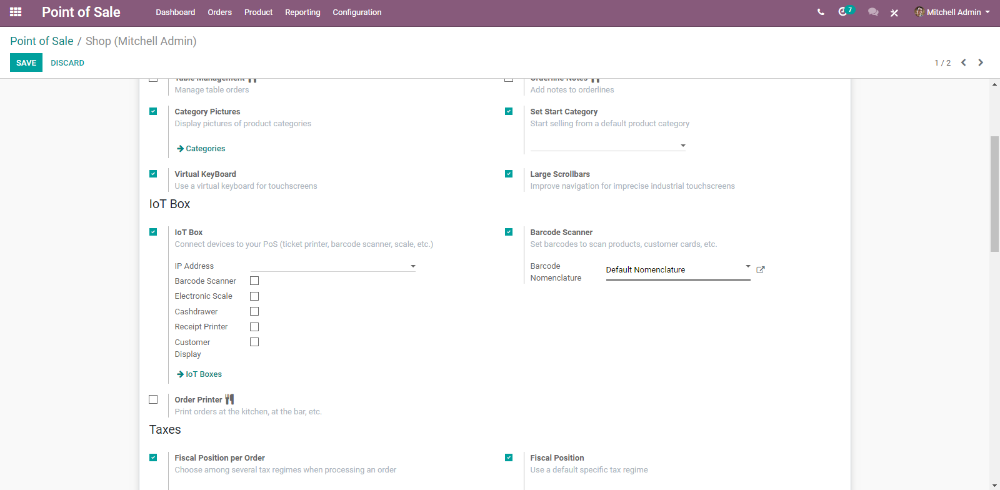 Point of Sale Dashboard Orders Product Reporting Configuration 7 Mitchell Admin
Point of Sale / Shop (Mitchell Admin)
SAVE DISCARD 1 / 2
Table Management Orderline Notes
Manage table orders Add notes to orderlines
Category Pictures Set Start Category
Display pictures of product categories Start selling from a default product category
Categories
Virtual KeyBoard Large Scrollbars
Use a virtual keyboard for touchscreens Improve navigation for imprecise industrial touchscreens
IoT Box
IoT Box Barcode Scanner
Connect devices to your PoS (ticket printer, barcode scanner, scale, etc.) Set barcodes to scan products, customer cards, etc.
IP Address Barcode
Nomenclature Default Nomenclature
Barcode Scanner
Electronic Scale
Cashdrawer
Receipt Printer
Customer
Display
IoT Boxes
Order Printer
Print orders at the kitchen, at the bar, etc.
Taxes
Fiscal Position per Order Fiscal Position
Choose among several tax regimes when processing an order Use a default specific tax regime